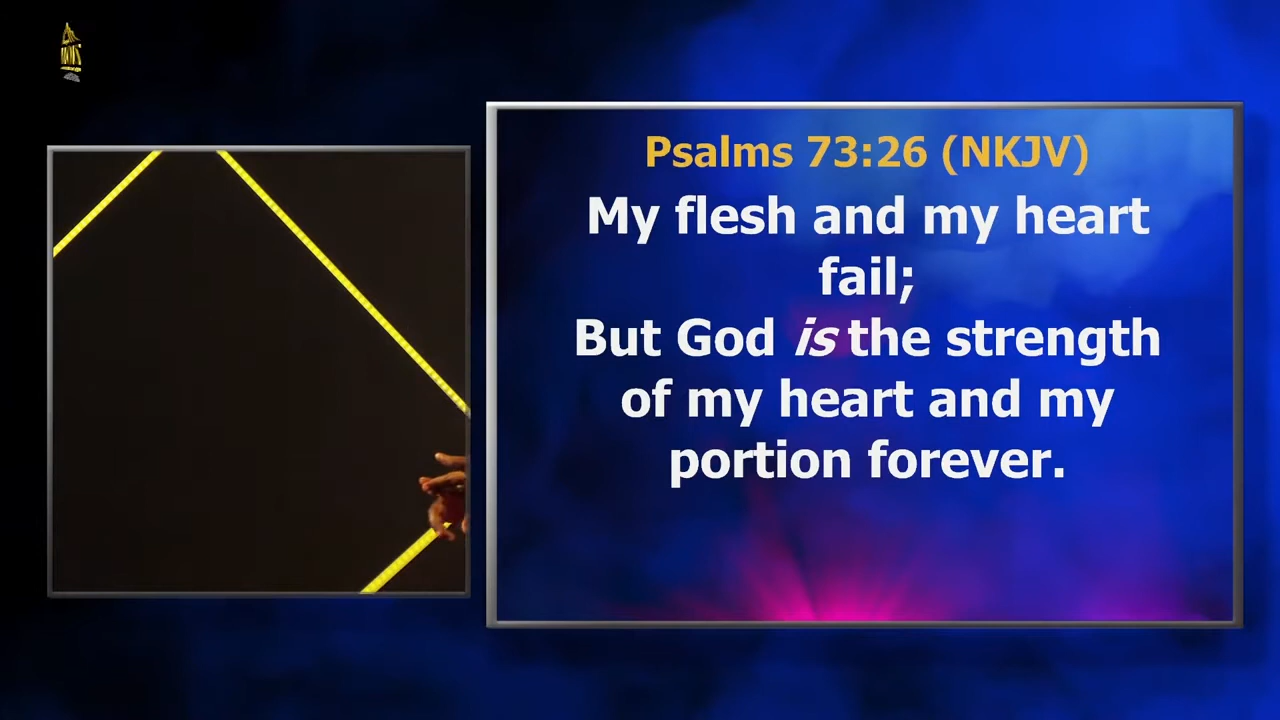 Psalms 73:26 (NKJV)
My flesh and my heart
fail;
But God is the strength
of my heart and my
portion forever.